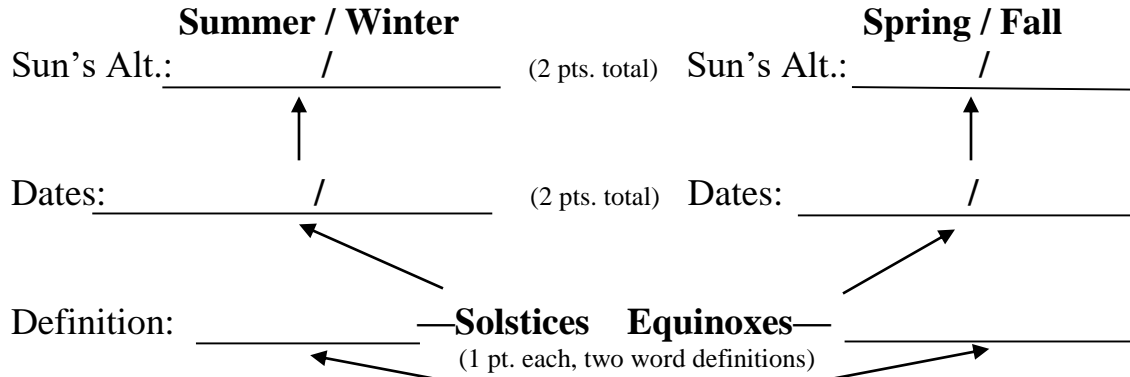 Summer / Winter Spring / Fall
Sun's Alt.: / (2 pts. total) Sun's Alt.: /
Dates: / (2 pts. total) Dates: /
Definition: —Solstices Equinoxes—
(1 pt. each, two word definitions)